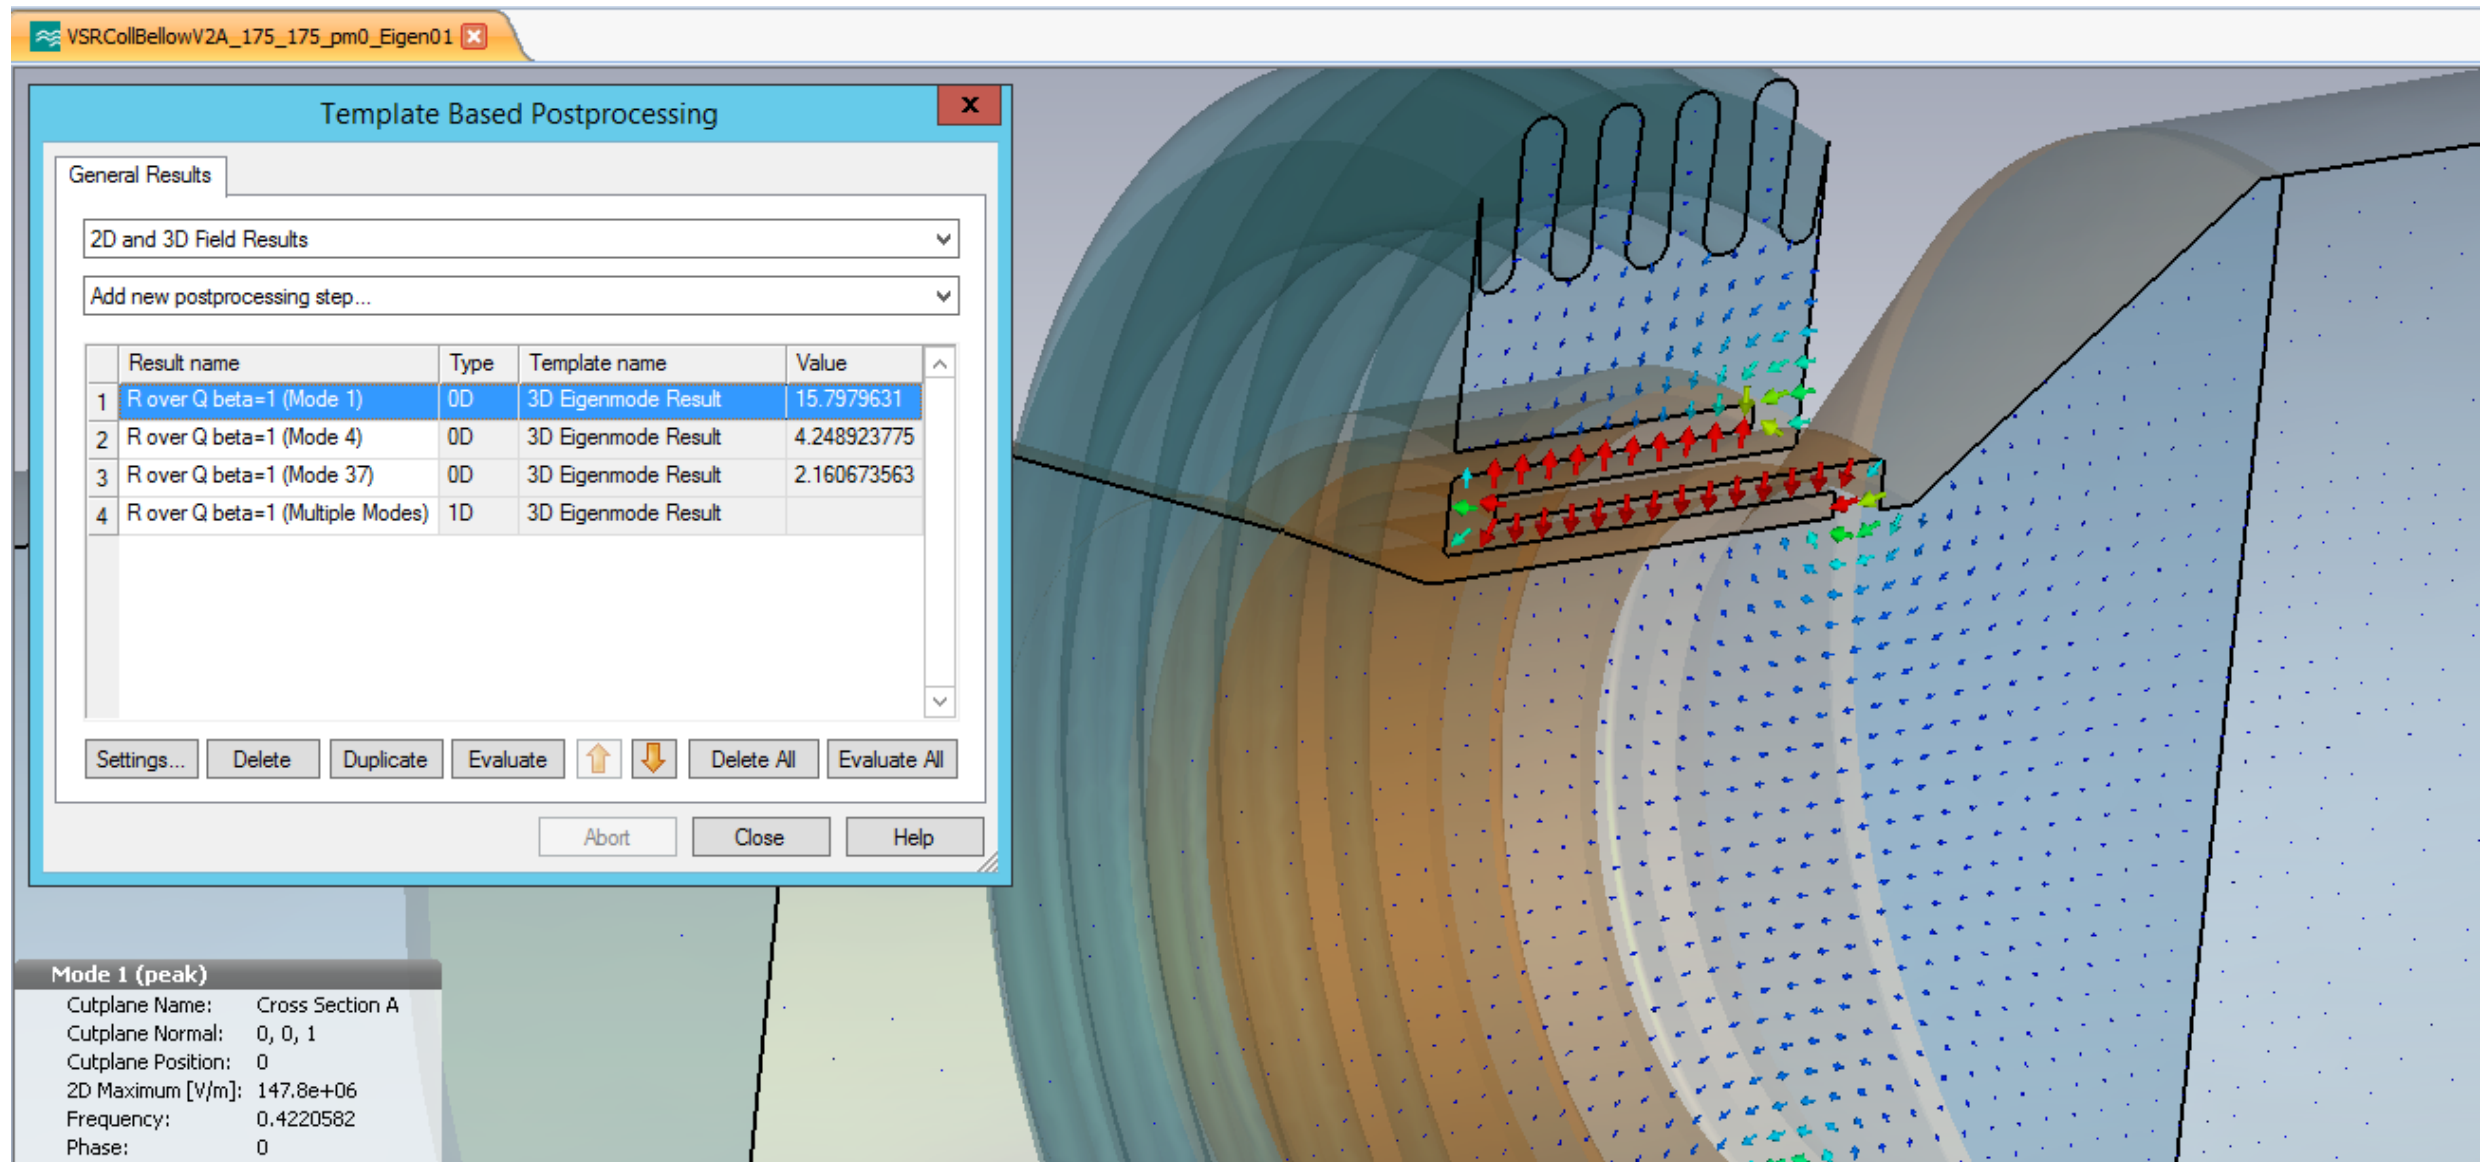 VSRCollBellowV2A_175_175_pm0_Eigen01
Template Based Postprocessing
x
General Results
2D and 3D Field Results
Add new postprocessing step...
Result name Type Template name Value
1 R over Q beta=1 (Mode 1) 0D 3D Eigenmode Result 15.7979631
2 R over Q beta=1 (Mode 4) 0D 3D Eigenmode Result 4.248923775
3 R over Q beta=1 (Mode 37) 0D 3D Eigenmode Result 2.160673563
4 R over Q beta=1 (Multiple Modes) 1D 3D Eigenmode Result
Settings... Delete Duplicate Evaluate Delete All Evaluate All
Abort Close Help
Mode 1 (peak)
Cutplane Name: Cross Section A
Cutplane Normal: 0, 0, 1
Cutplane Position: 0
2D Maximum [V/m]: 147.8e+06
Frequency: 0.4220582
Phase: 0